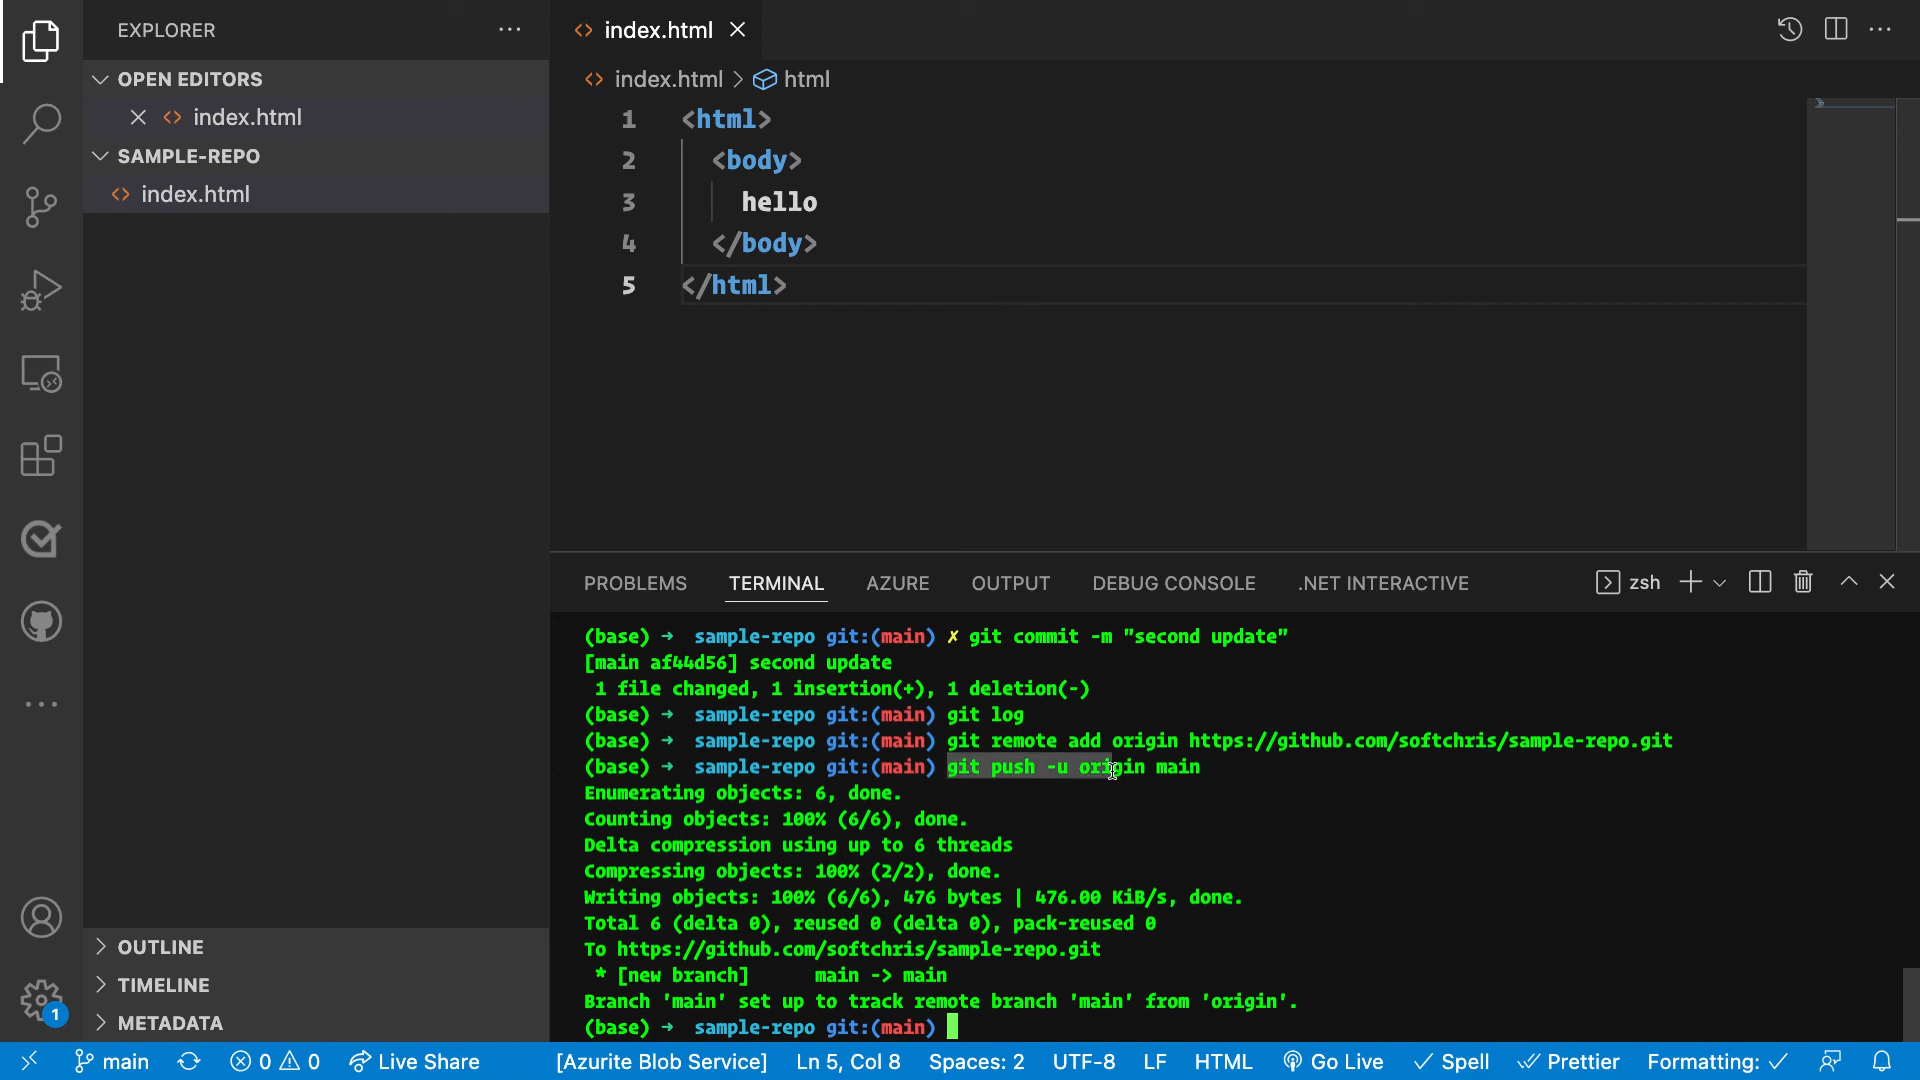 EXPLORER
OPEN EDITORS
index.html
SAMPLE-REPO
index.html
OUTLINE
TIMELINE
METADATA
index.html
index.html > html
1 <html>
2 <body>
3 hello
4 </body>
5 </html>
PROBLEMS TERMINAL AZURE OUTPUT DEBUG CONSOLE .NET INTERACTIVE zsh
(base) → sample-repo git:(main) ✗ git commit -m "second update"
[main af44d56] second update
1 file changed, 1 insertion(+), 1 deletion(-)
(base) → sample-repo git:(main) git log
(base) → sample-repo git:(main) git remote add origin https://github.com/softchris/sample-repo.git
(base) → sample-repo git:(main) git push -u origin main
Enumerating objects: 6, done.
Counting objects: 100% (6/6), done.
Delta compression using up to 6 threads
Compressing objects: 100% (2/2), done.
Writing objects: 100% (6/6), 476 bytes | 476.00 KiB/s, done.
Total 6 (delta 0), reused 0 (delta 0), pack-reused 0
To https://github.com/softchris/sample-repo.git
* [new branch] main -> main
Branch 'main' set up to track remote branch 'main' from 'origin'.
(base) → sample-repo git:(main)
1
main 0 0 Live Share [Azurite Blob Service] Ln 5, Col 8 Spaces: 2 UTF-8 LF HTML Go Live ✓ Spell Prettier Formatting: ✓